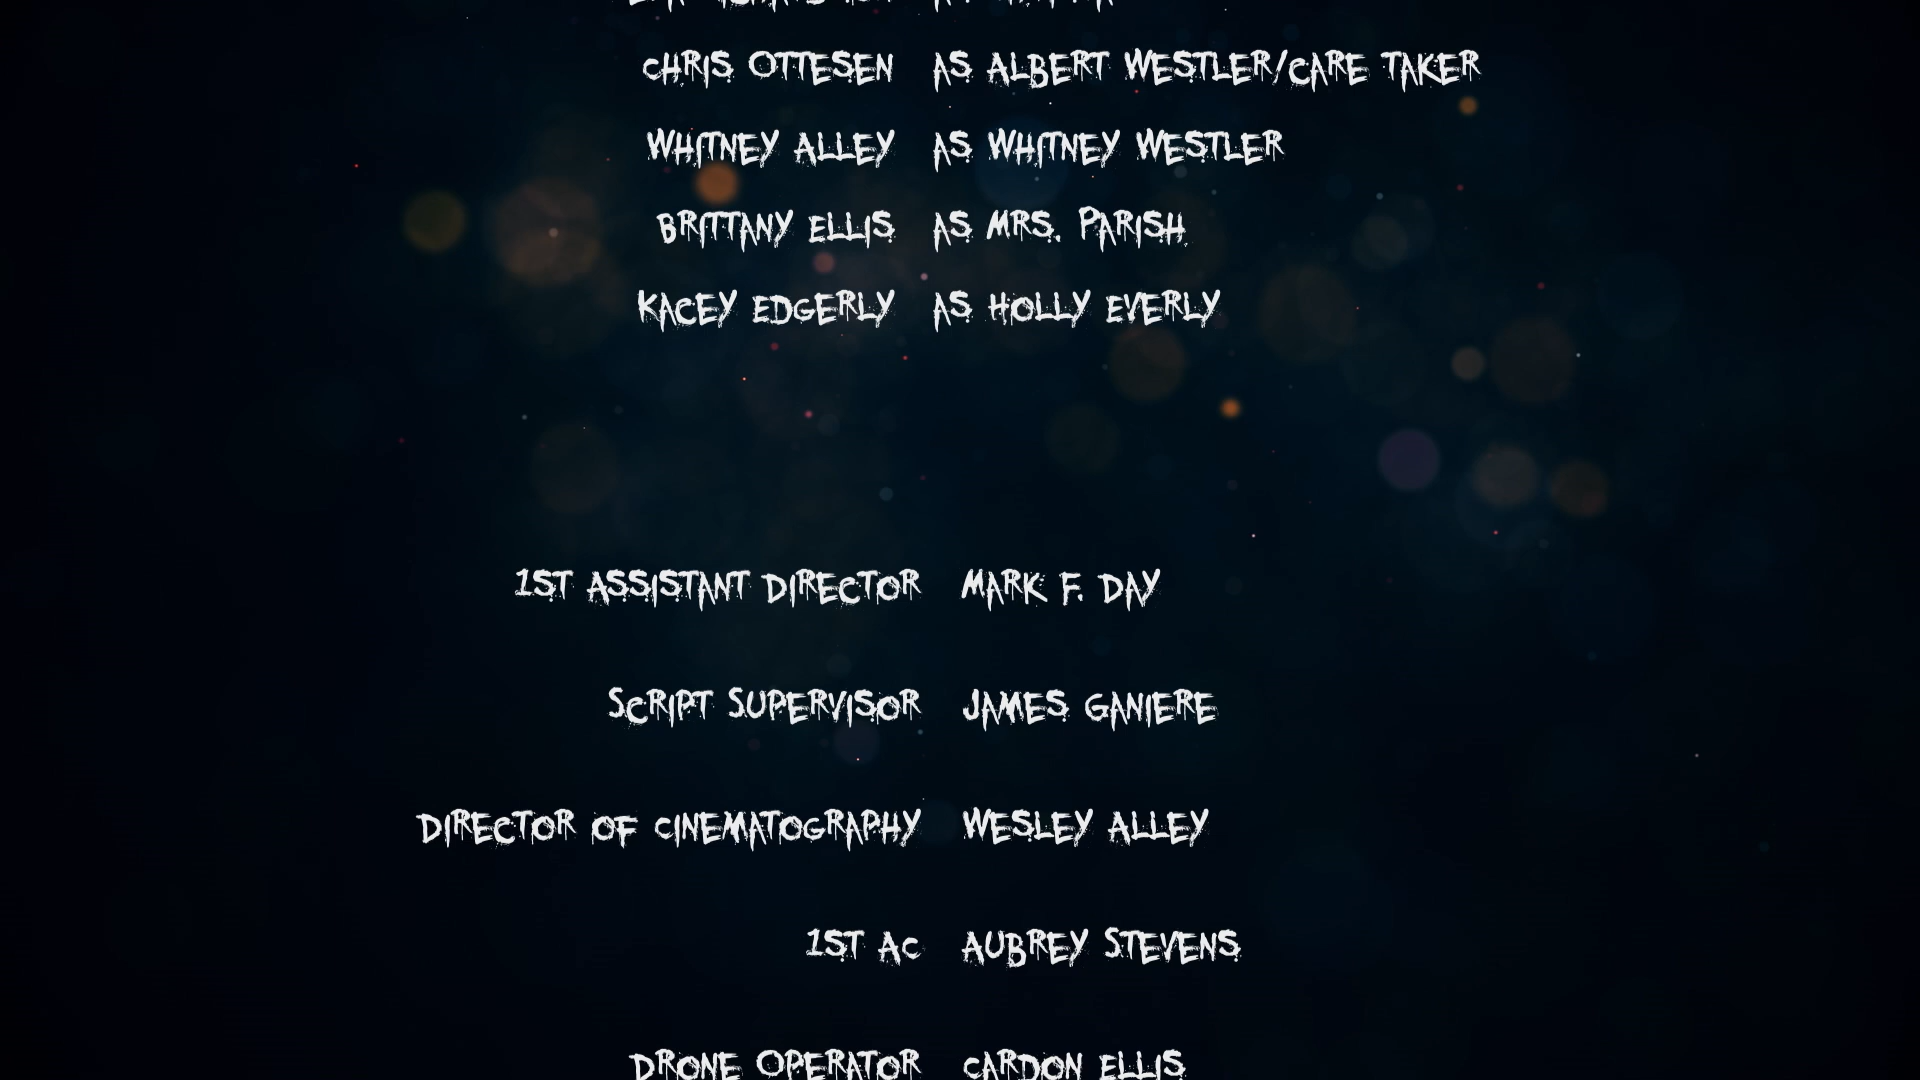 CHRIS OTTESEN AS ALBERT WESTLER/CARE TAKER
WHITNEY ALLEY AS WHITNEY WESTLER
BRITTANY ELLIS AS MRS. PARISH
KACEY EDGERLY AS HOLLY EVERLY
1ST ASSISTANT DIRECTOR MARK F. DAY
SCRIPT SUPERVISOR JAMES GANIERE
DIRECTOR OF CINEMATOGRAPHY WESLEY ALLEY
1ST AC AUBREY STEVENS
DRONE OPERATOR CARDON ELLIS